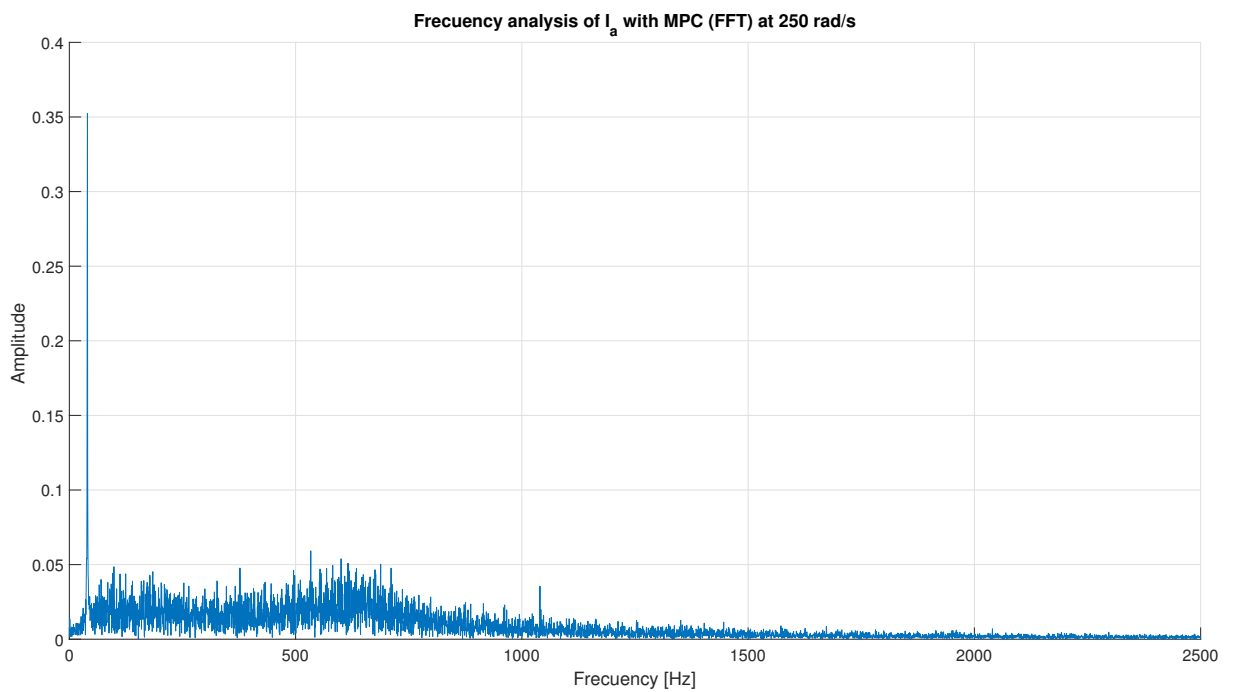 Frecuency analysis of I_a with MPC (FFT) at 250 rad/s
0.4
0.35
0.3
0.25
0.2
0.15
0.1
0.05
0
Amplitude
0 500 1000 1500 2000 2500
Frecuency [Hz]